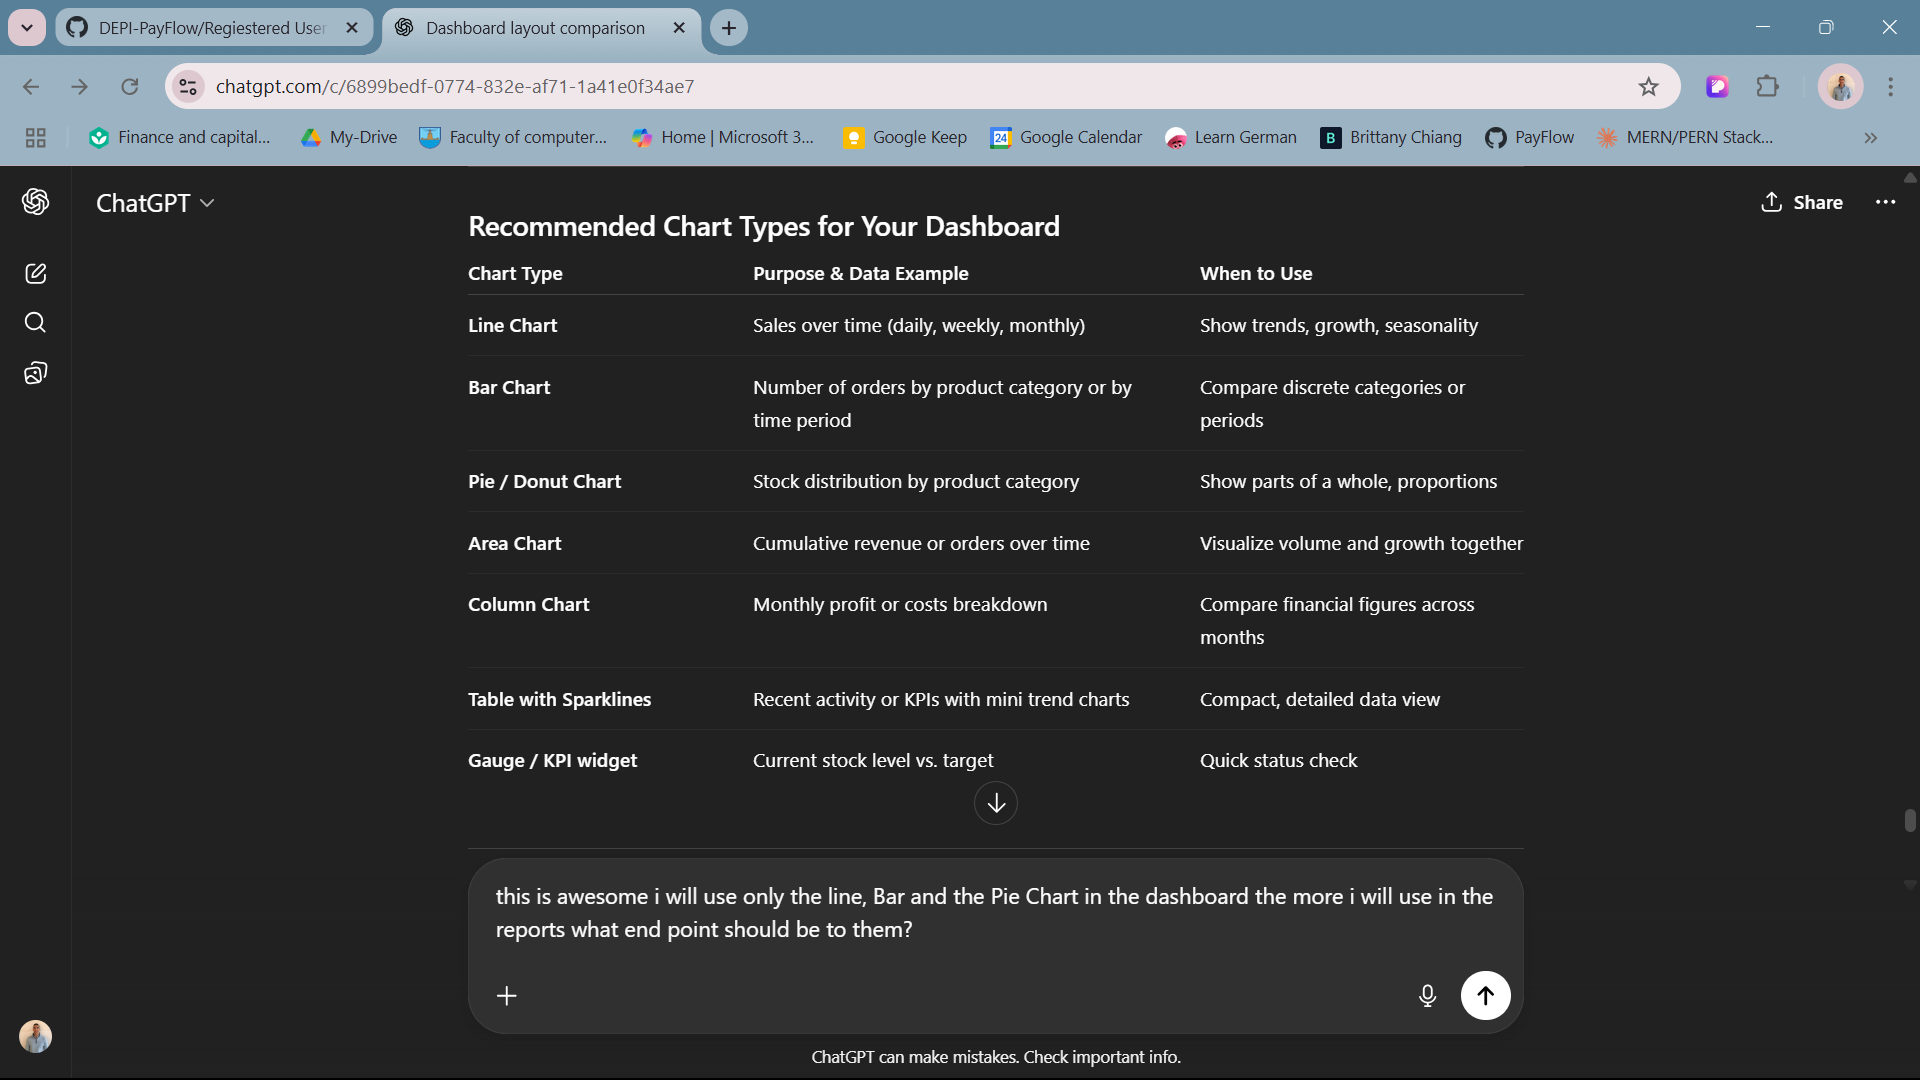 DEPI-PayFlow/Regiestered User
Dashboard layout comparison
chatgpt.com/c/6899bedf-0774-832e-af71-1a41e0f34ae7
Finance and capital...
My-Drive
Faculty of computer...
Home | Microsoft 3...
Google Keep
24
Google Calendar
Learn German
B
Brittany Chiang
PayFlow
MERN/PERN Stack...
ChatGPT
Share
Recommended Chart Types for Your Dashboard
Chart Type Purpose & Data Example When to Use
Line Chart Sales over time (daily, weekly, monthly) Show trends, growth, seasonality
Bar Chart Number of orders by product category or by Compare discrete categories or
time period periods
Pie / Donut Chart Stock distribution by product category Show parts of a whole, proportions
Area Chart Cumulative revenue or orders over time Visualize volume and growth together
Column Chart Monthly profit or costs breakdown Compare financial figures across
months
Table with Sparklines Recent activity or KPIs with mini trend charts Compact, detailed data view
Gauge / KPI widget Current stock level vs. target Quick status check
this is awesome i will use only the line, Bar and the Pie Chart in the dashboard the more i will use in the
reports what end point should be to them?
ChatGPT can make mistakes. Check important info.